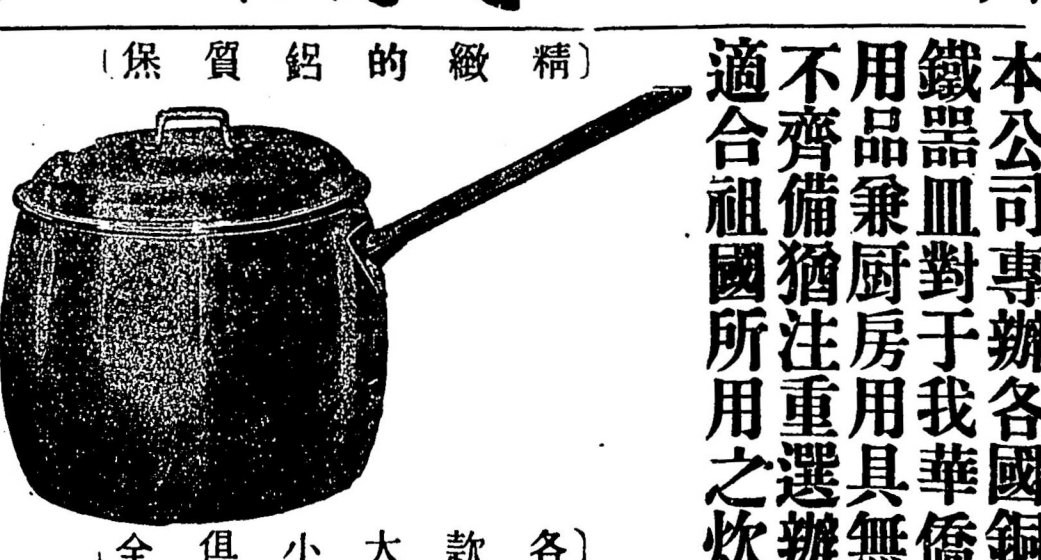 本公司專辦各國銅
鐵器皿對于我華僑
用品兼厨房用具無
不齊備猶注重選辦
適合祖國所用之炊
精緻的鋁質煲
各款大小俱全